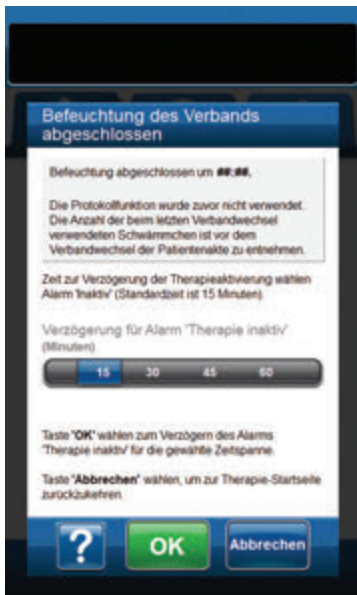 Befeuchtung des Verbands
abgeschlossen
Befeuchtung abgeschlossen um ##:##.
Die Protokollfunktion wurde zuvor nicht verwendet.
Die Anzahl der beim letzten Verbandwechsel
verwendeten Schwämmchen ist vor dem
Verbandwechsel der Patientenakte zu entnehmen.
Zeit zur Verzögerung der Therapieaktivierung wählen
Alarm 'Inaktiv' (Standardzeit ist 15 Minuten)
Verzögerung für Alarm 'Therapie inaktiv'
(Minuten)
15 30 45 60
Taste "OK" wählen zum Verzögern des Alarms
'Therapie inaktiv' für die gewählte Zeitspanne.
Taste "Abbrechen" wählen, um zur Therapie-Startseite
zurückzukehren.
? OK Abbrechen